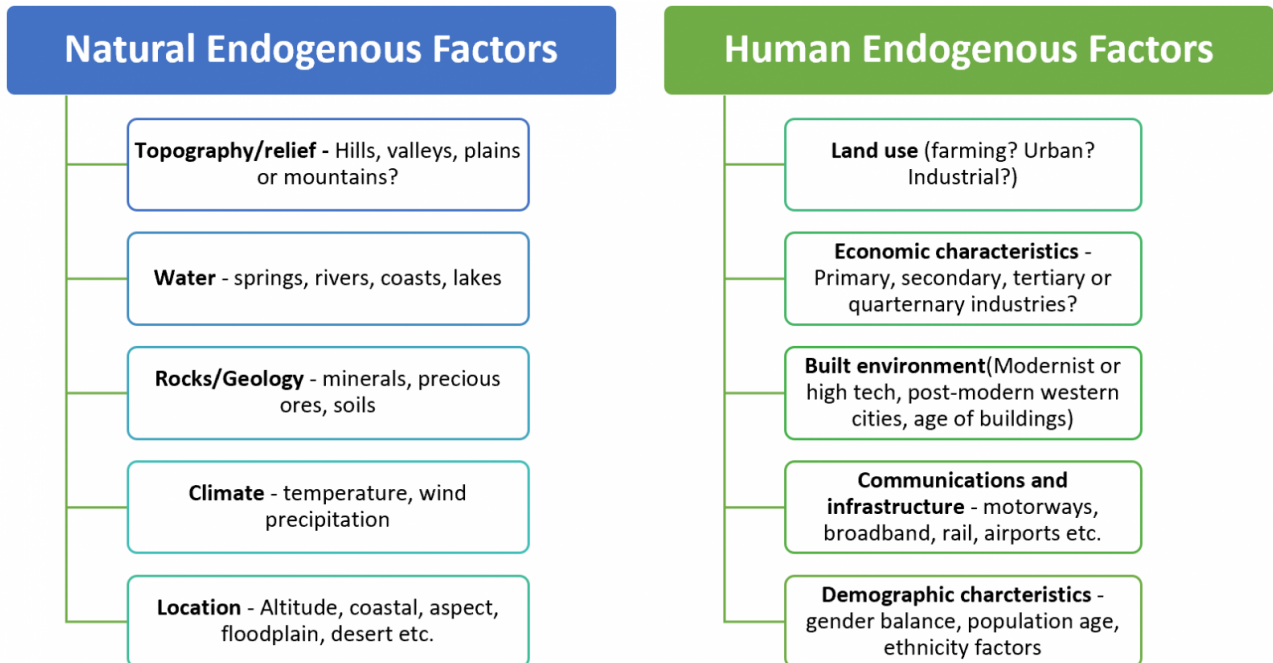 Natural Endogenous Factors
Topography/relief - Hills, valleys, plains
or mountains?
Water - springs, rivers, coasts, lakes
Rocks/Geology - minerals, precious
ores, soils
Climate - temperature, wind
precipitation
Location - Altitude, coastal, aspect,
floodplain, desert etc.
Human Endogenous Factors
Land use (farming? Urban?
Industrial?)
Economic characteristics -
Primary, secondary, tertiary or
quarternary industries?
Built environment(Modernist or
high tech, post-modern western
cities, age of buildings)
Communications and
infrastructure - motorways,
broadband, rail, airports etc.
Demographic charcteristics -
gender balance, population age,
ethnicity factors